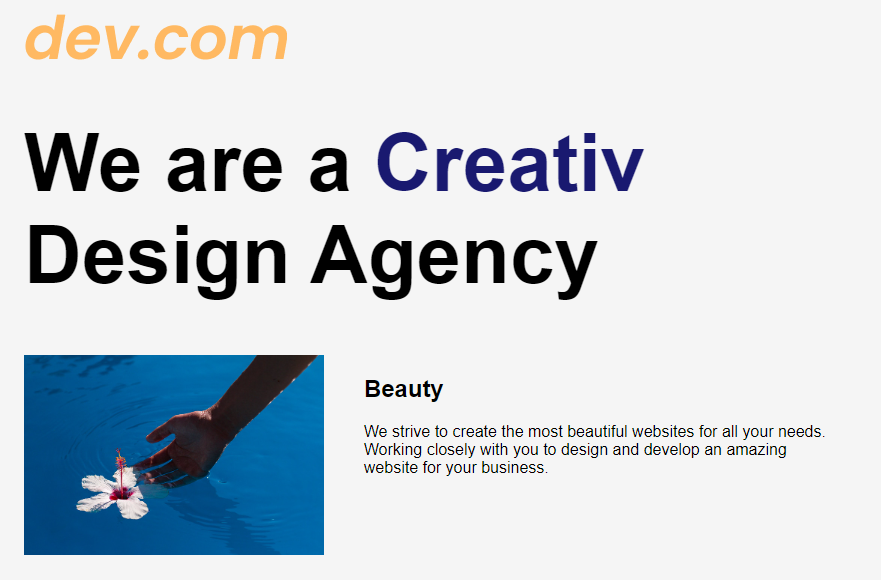 dev.com
We are a Creativ
Design Agency
Beauty
We strive to create the most beautiful websites for all your needs.
Working closely with you to design and develop an amazing
website for your business.